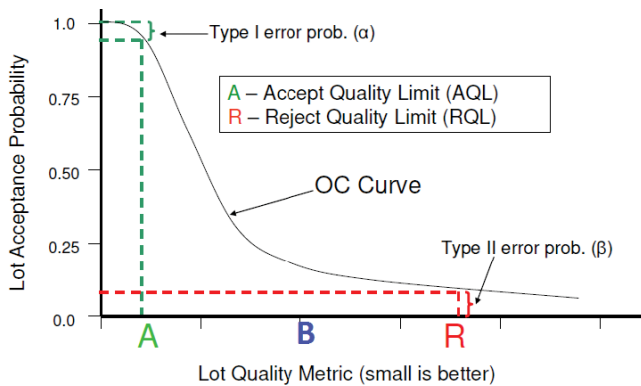 1.0
Type I error prob. (α)
0.75
A – Accept Quality Limit (AQL)
R – Reject Quality Limit (RQL)
Lot Acceptance Probability
0.50
OC Curve
0.25
Type II error prob. (β)
0.0
A
B
R
Lot Quality Metric (small is better)